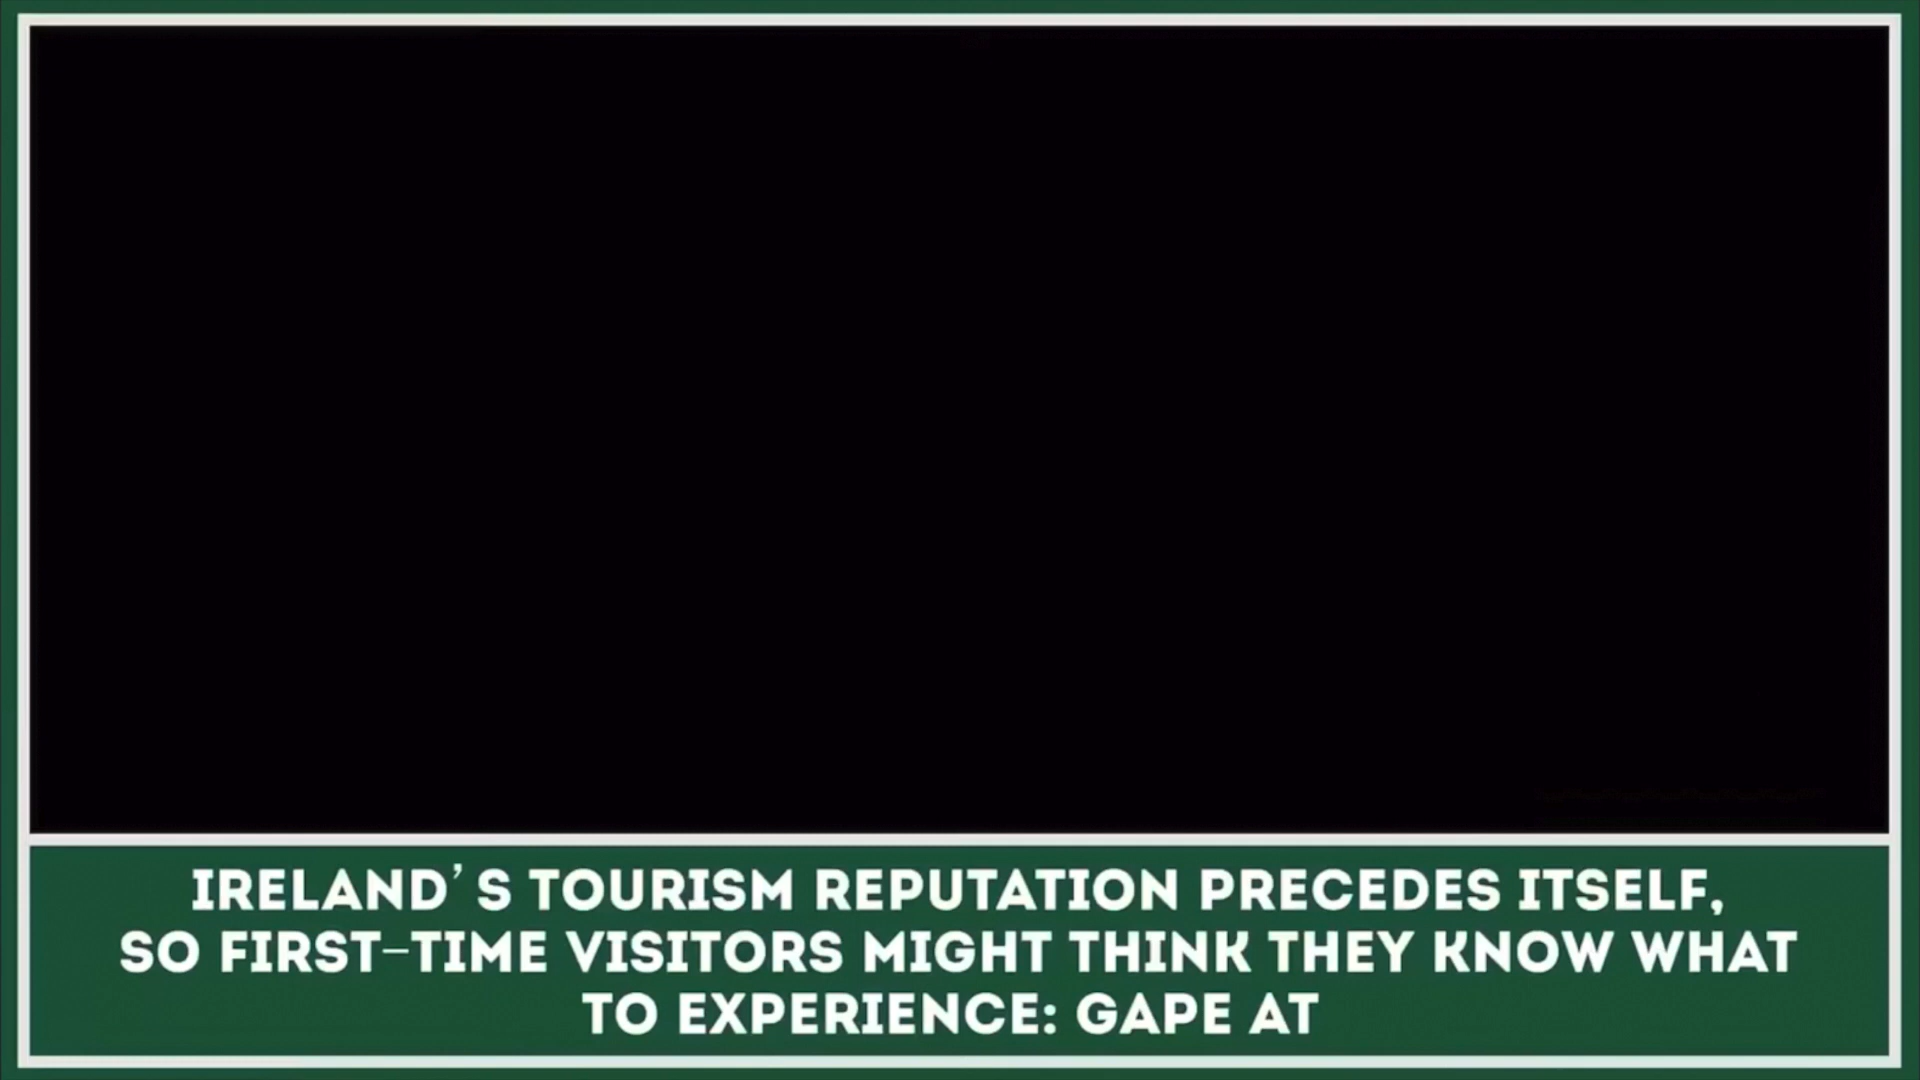 IRELAND'S TOURISM REPUTATION PRECEDES ITSELF,
SO FIRST-TIME VISITORS MIGHT THINK THEY KNOW WHAT
TO EXPERIENCE: GAPE AT